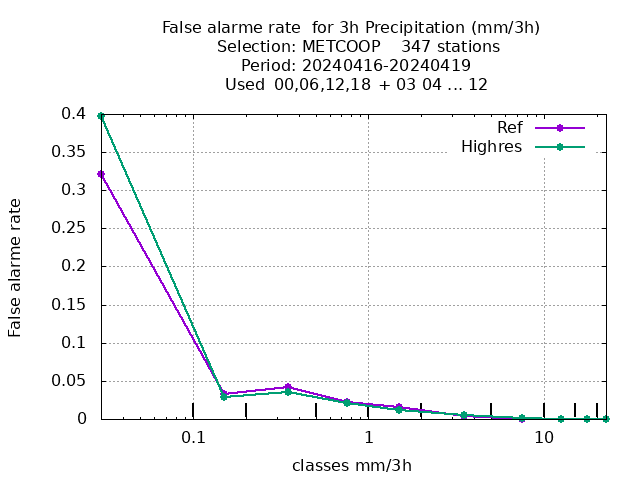 False alarme rate  for 3h Precipitation (mm/3h)
Selection: METCOOP    347 stations
Period: 20240416-20240419
Used  00,06,12,18 + 03 04 ... 12
Ref
Highres
0.4
0.35
0.3
0.25
0.2
0.15
0.1
0.05
0
False alarme rate
0.1 1 10
classes mm/3h